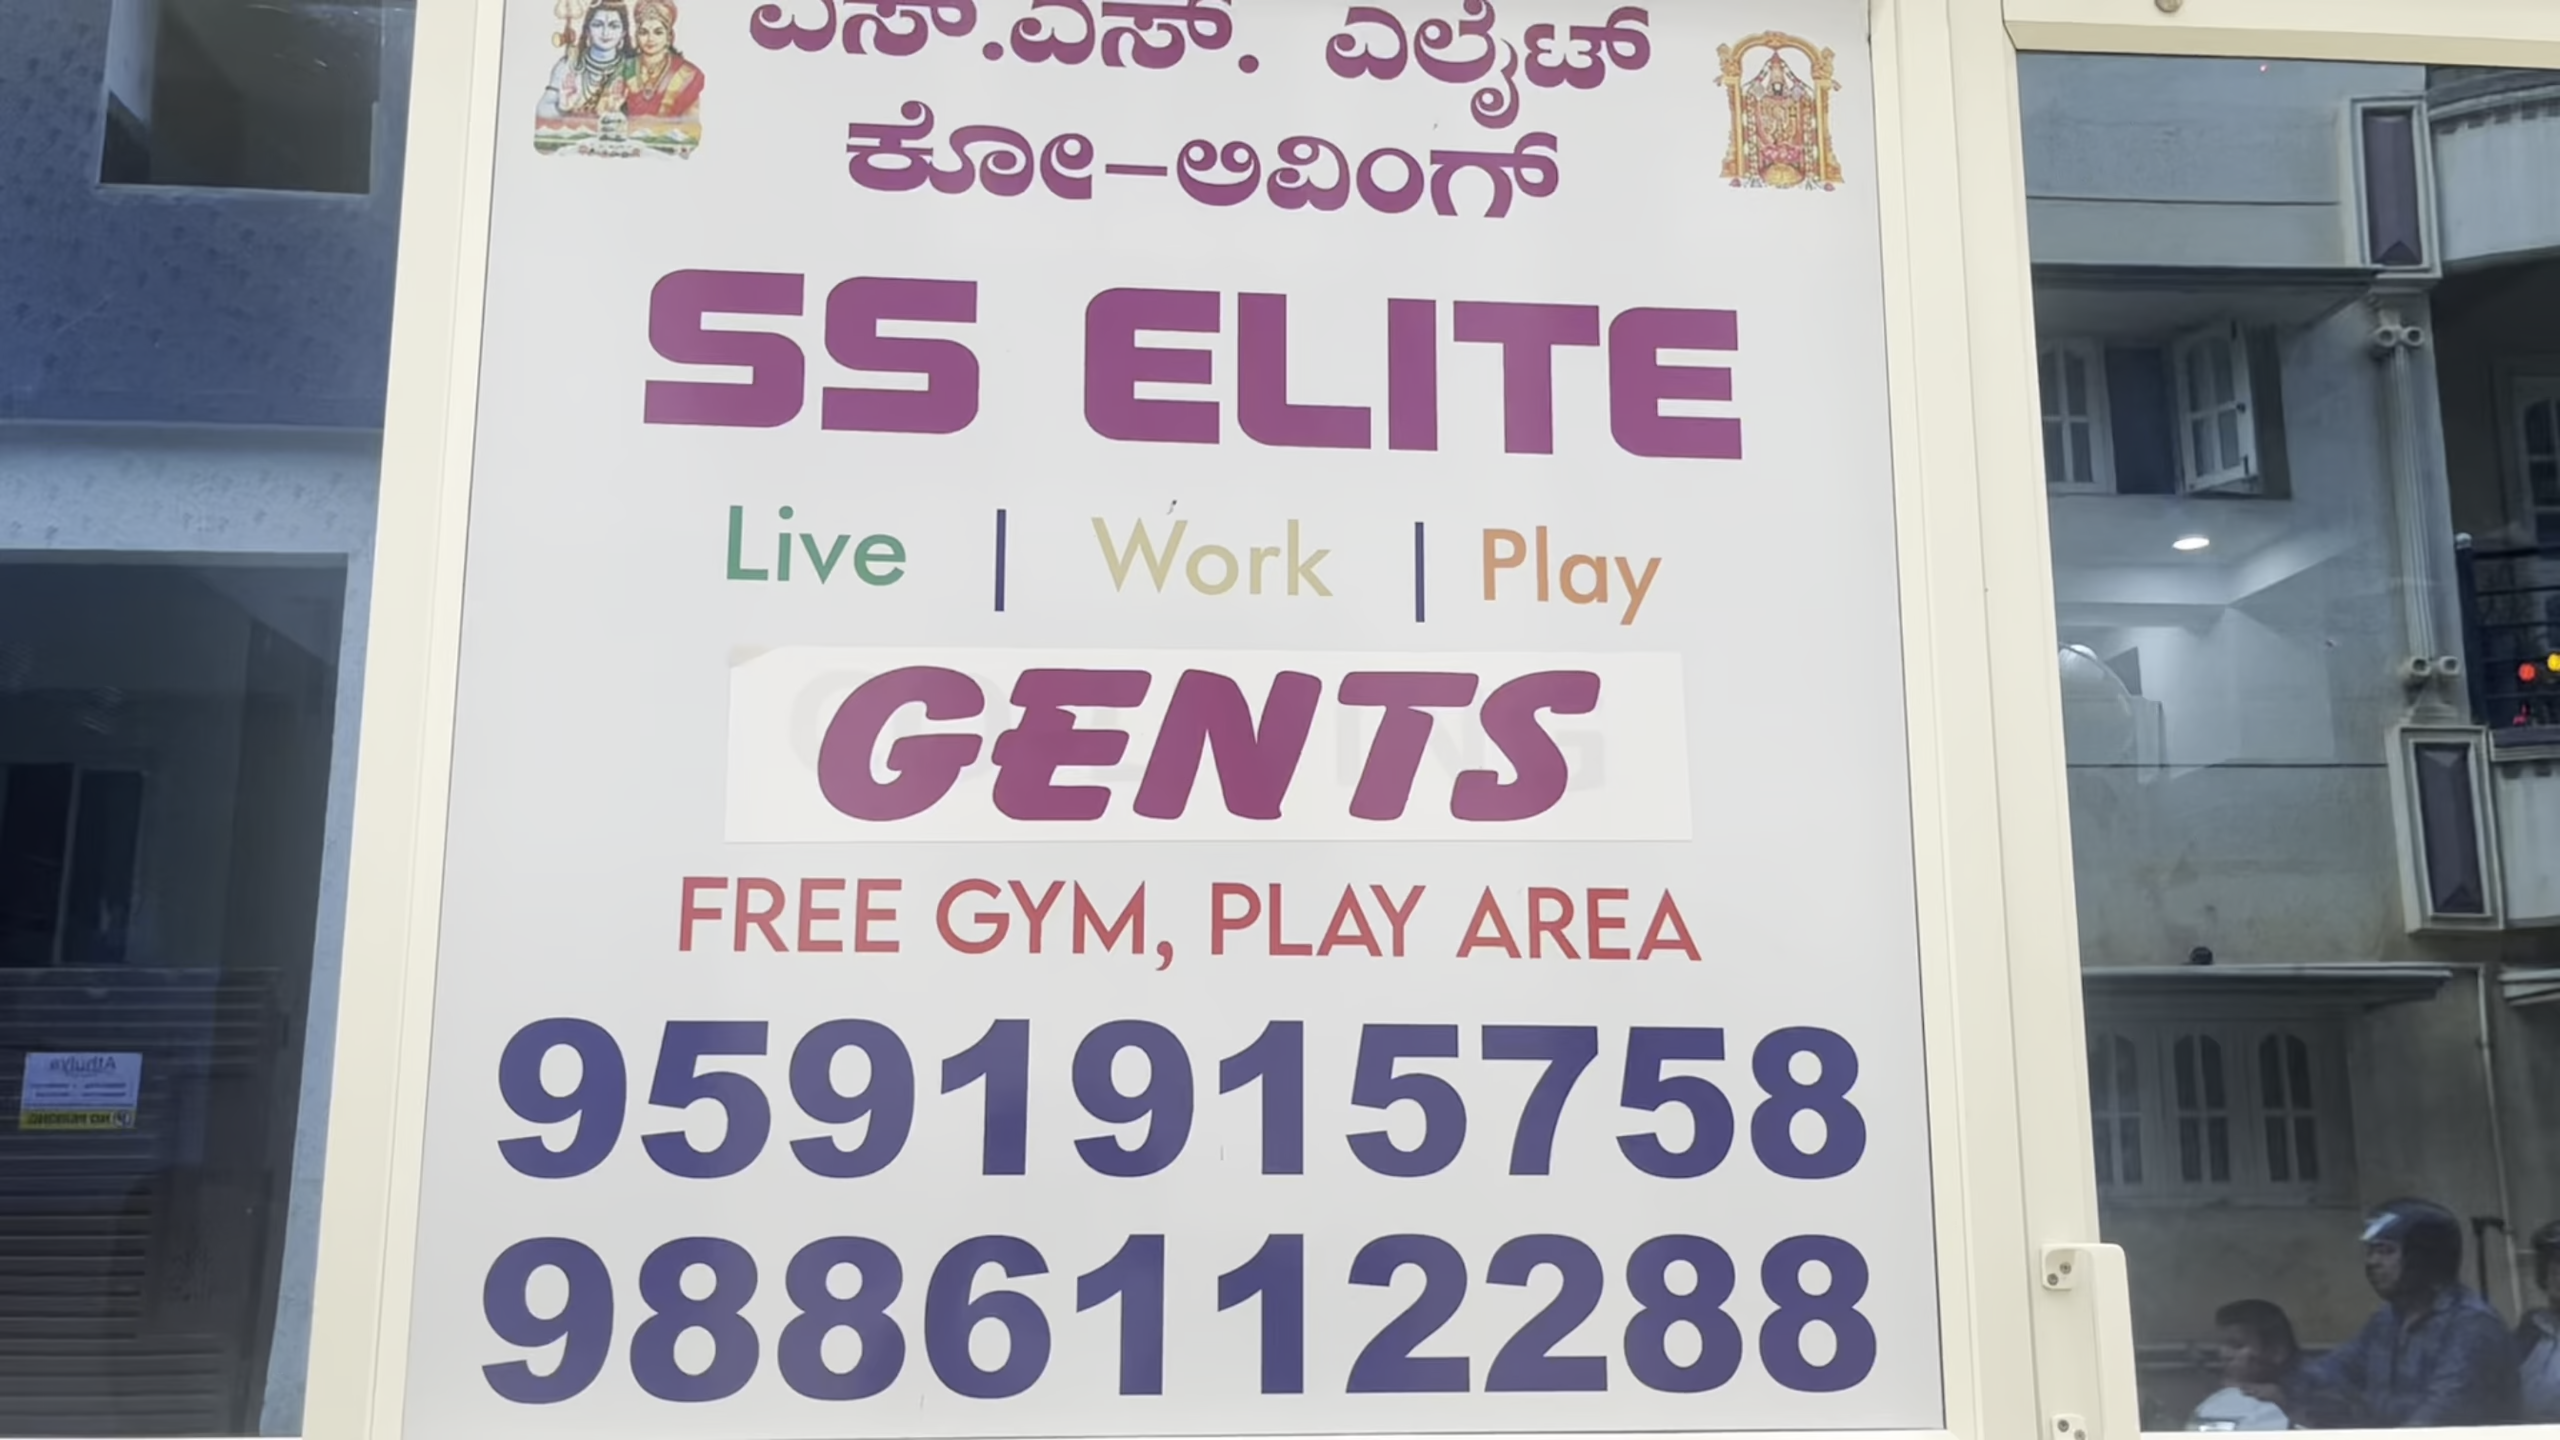 ಎಸ್.ಎಸ್. ಎಲೈಟ್
ಕೋ-ಲಿವಿಂಗ್
SS ELITE
Live | Work | Play
GENTS
FREE GYM, PLAY AREA
9591915758
9886112288